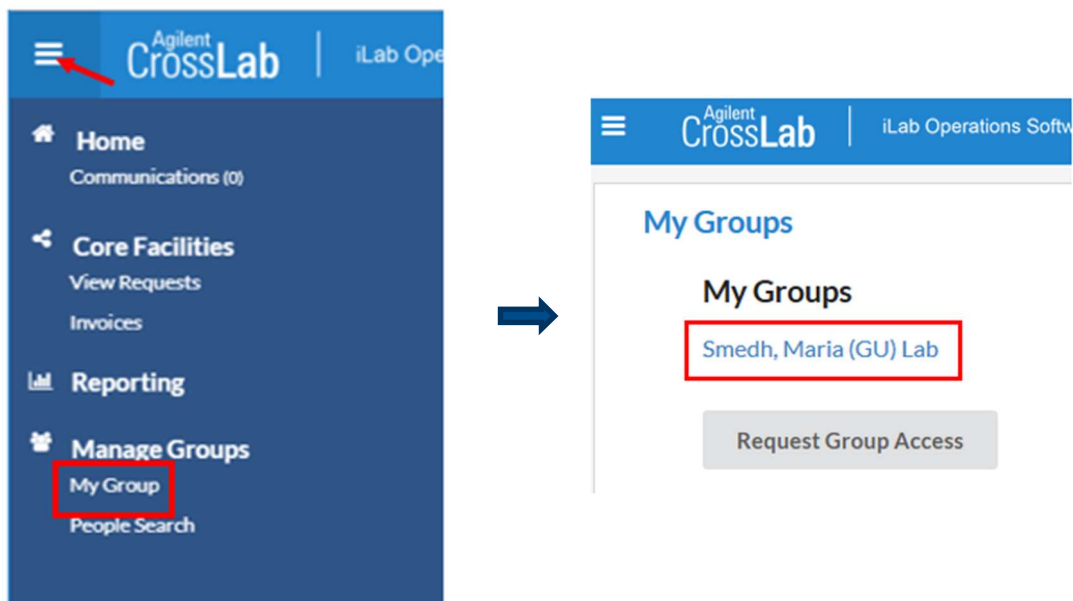 Agilent
CrossLab
iLab Ope
Home
Communications (0)
Core Facilities
View Requests
Invoices
Reporting
Manage Groups
My Group
People Search
Agilent
CrossLab
iLab Operations Softw
My Groups
My Groups
Smedh, Maria (GU) Lab
Request Group Access